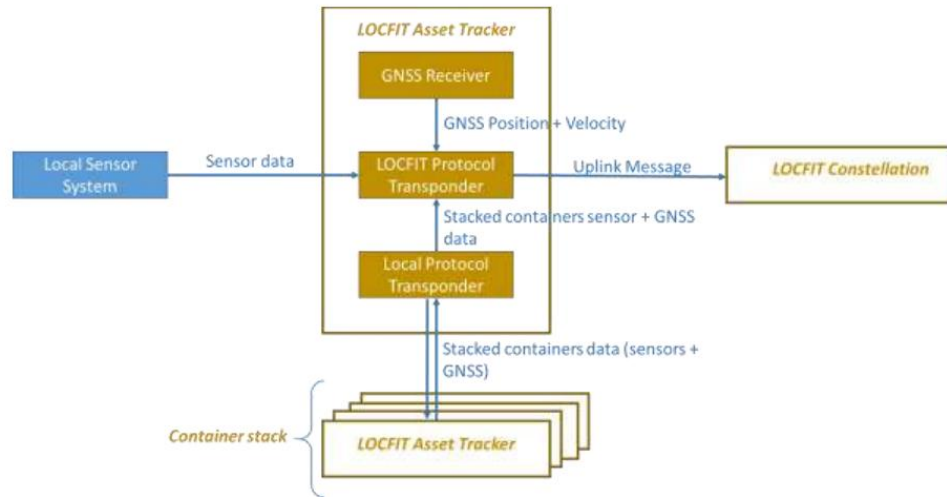 LOCFIT Asset Tracker
GNSS Receiver
GNSS Position + Velocity
Local Sensor
System
Sensor data
LOCFIT Protocol
Transponder
Uplink Message
LOCFIT Constellation
Stacked containers sensor + GNSS
data
Local Protocol
Transponder
Stacked containers data (sensors +
GNSS)
Container stack
LOCFIT Asset Tracker